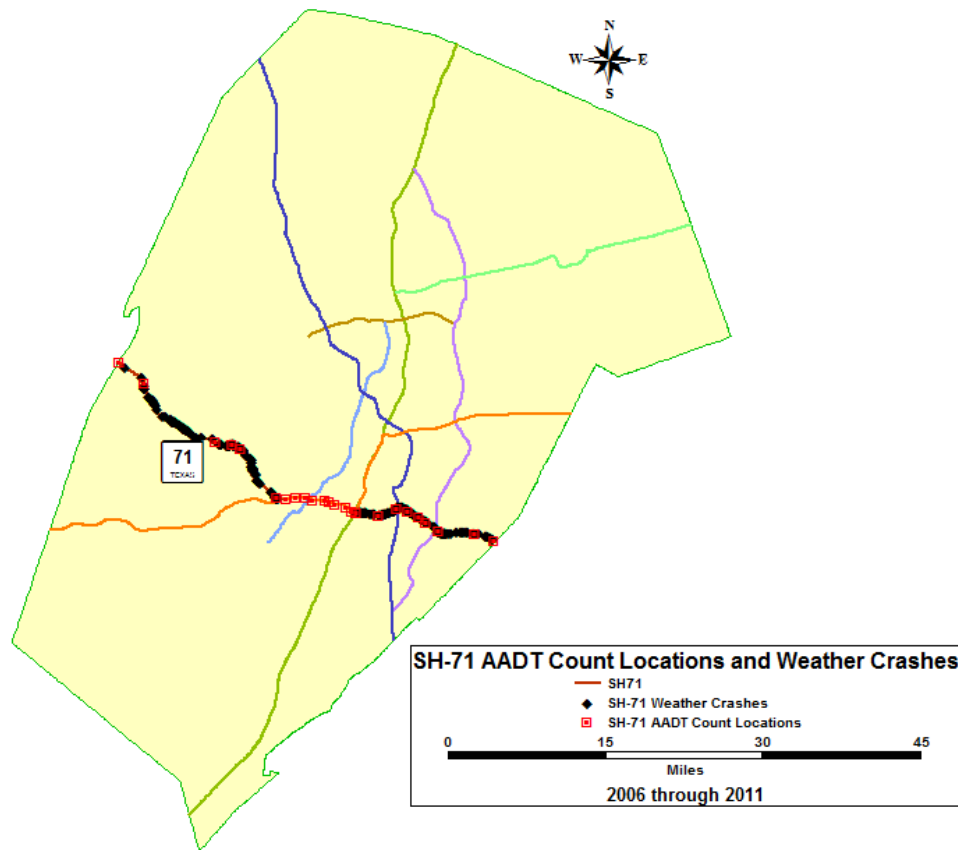 N
W E
S
71
TEXAS
SH-71 AADT Count Locations and Weather Crashes
SH71
SH-71 Weather Crashes
SH-71 AADT Count Locations
0 15 30 45
Miles
2006 through 2011